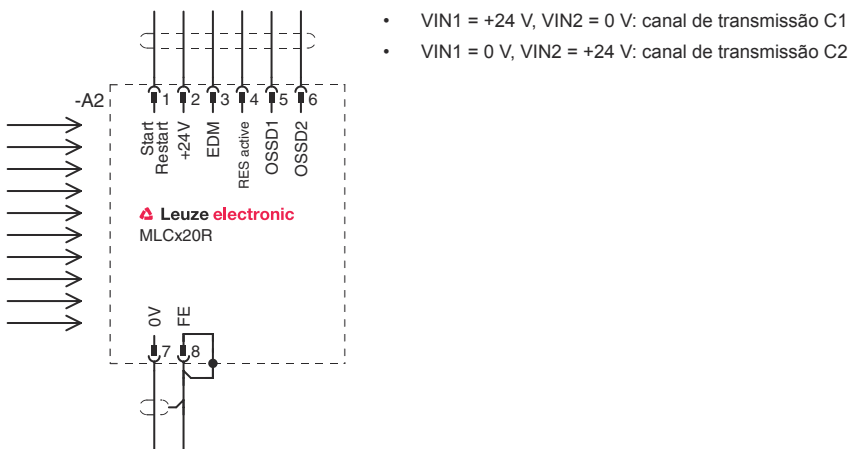 • VIN1 = +24 V, VIN2 = 0 V: canal de transmissão C1
• VIN1 = 0 V, VIN2 = +24 V: canal de transmissão C2
-A2
1 2 3 4 5 6
Start
Restart
+24V
EDM
RES active
OSSD1
OSSD2
Leuze electronic
MLCx20R
0V
FE
7 8